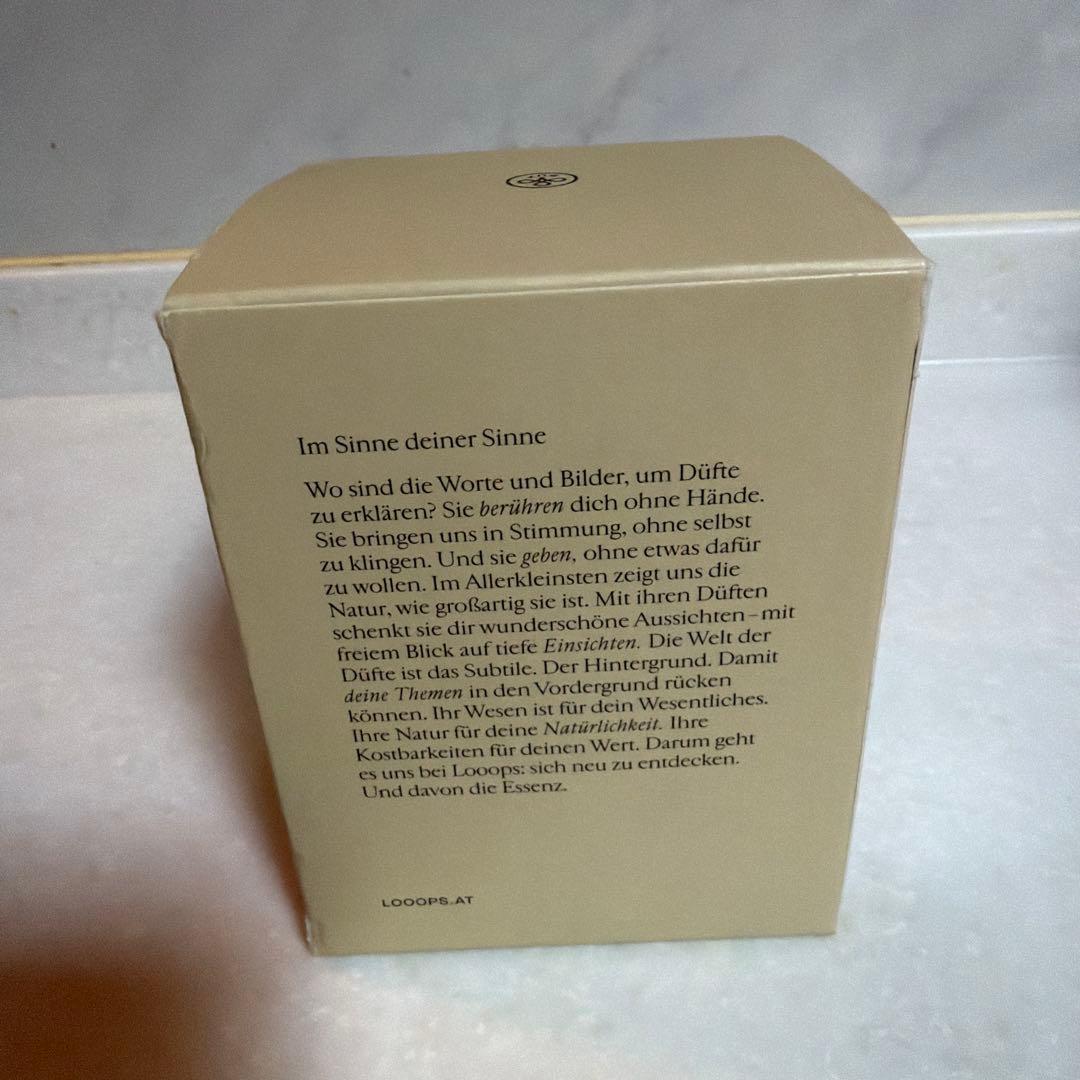 Im Sinne deiner Sinne
Wo sind die Worte und Bilder, um Düfte
zu erklären? Sie berühren dich ohne Hände.
Sie bringen uns in Stimmung, ohne selbst
zu klingen. Und sie geben, ohne etwas dafür
zu wollen. Im Allerkleinsten zeigt uns die
Natur, wie großartig sie ist. Mit ihren Düften
schenkt sie dir wunderschöne Aussichten – mit
freiem Blick auf tiefe Einsichten. Die Welt der
Düfte ist das Subtile. Der Hintergrund. Damit
deine Themen in den Vordergrund rücken
können. Ihr Wesen ist für dein Wesentliches.
Ihre Natur für deine Natürlichkeit. Ihre
Kostbarkeiten für deinen Wert. Darum geht
es uns bei Looops: sich neu zu entdecken.
Und davon die Essenz.
LOOOPS.AT